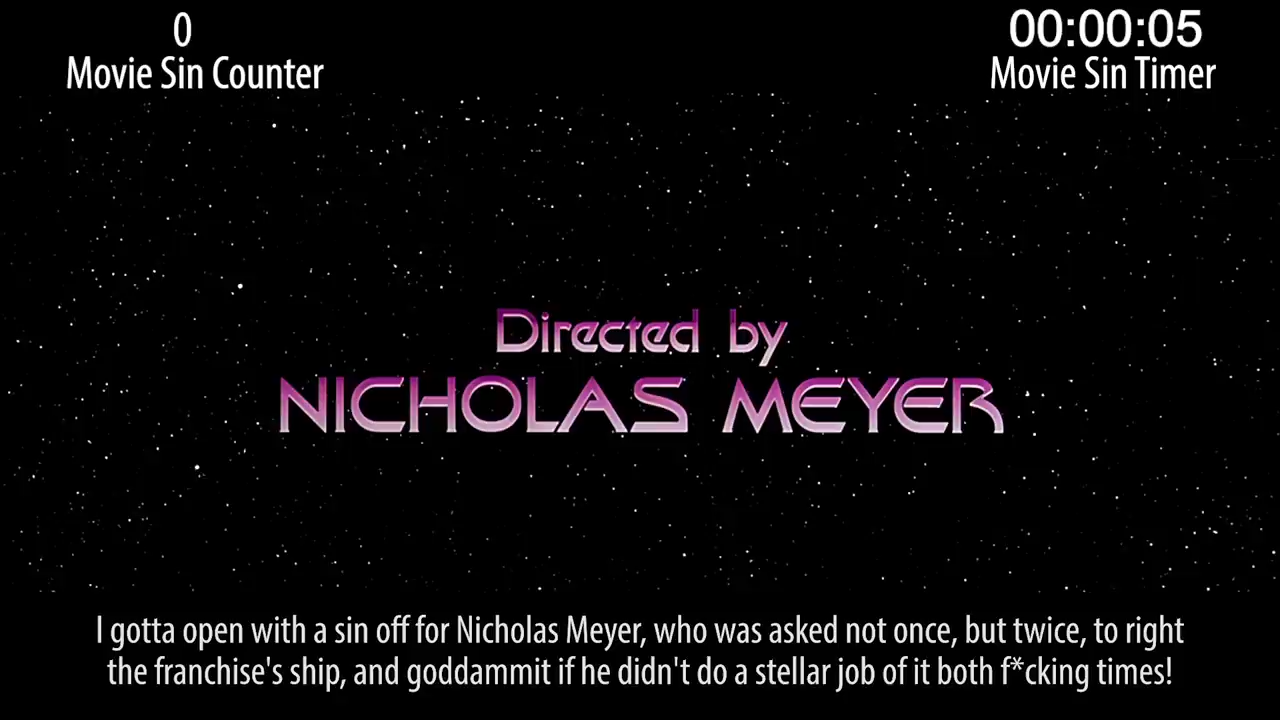 0
Movie Sin Counter
00:00:05
Movie Sin Timer
Directed by
NICHOLAS MEYER
I gotta open with a sin off for Nicholas Meyer, who was asked not once, but twice, to right
the franchise's ship, and goddammit if he didn't do a stellar job of it both f*cking times!